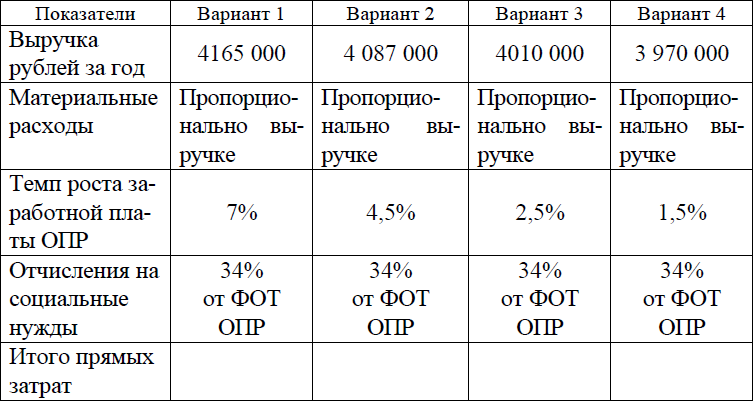 Показатели Вариант 1 Вариант 2 Вариант 3 Вариант 4
Выручка
рублей за год 4165 000 4 087 000 4010 000 3 970 000
Материальные Пропорцио- Пропорцио- Пропорцио- Пропорцио-
расходы нально вы- нально вы- нально вы- нально вы-
ручке ручке ручке ручке
Темп роста за-
работной пла- 7% 4,5% 2,5% 1,5%
ты ОПР
Отчисления на 34% 34% 34% 34%
социальные от ФОТ от ФОТ от ФОТ от ФОТ
нужды ОПР ОПР ОПР ОПР
Итого прямых
затрат